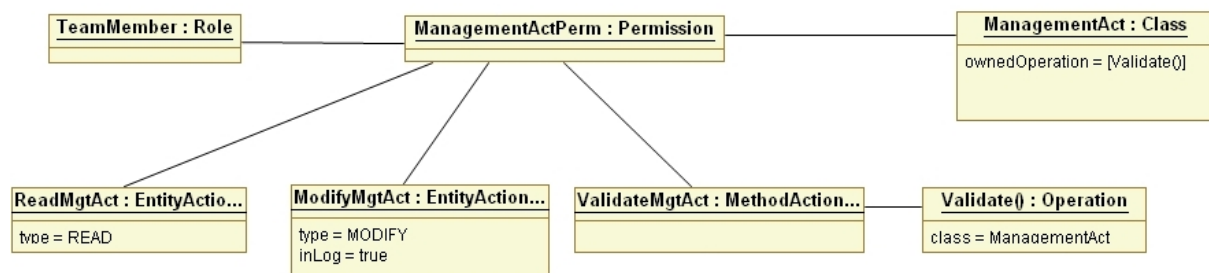 TeamMember : Role
ManagementActPerm : Permission
ManagementAct : Class
ownedOperation = [Validate()]
ReadMgtAct : EntityActio...
type = READ
ModifyMgtAct : EntityAction...
type = MODIFY
inLog = true
ValidateMgtAct : MethodAction...
Validate() : Operation
class = ManagementAct